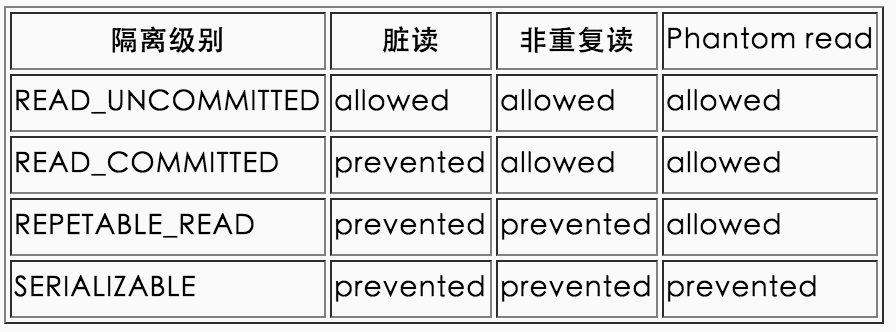 隔离级别 脏读 非重复读 Phantom read
READ_UNCOMMITTED allowed allowed allowed
READ_COMMITTED prevented allowed allowed
REPETABLE_READ prevented prevented allowed
SERIALIZABLE prevented prevented prevented